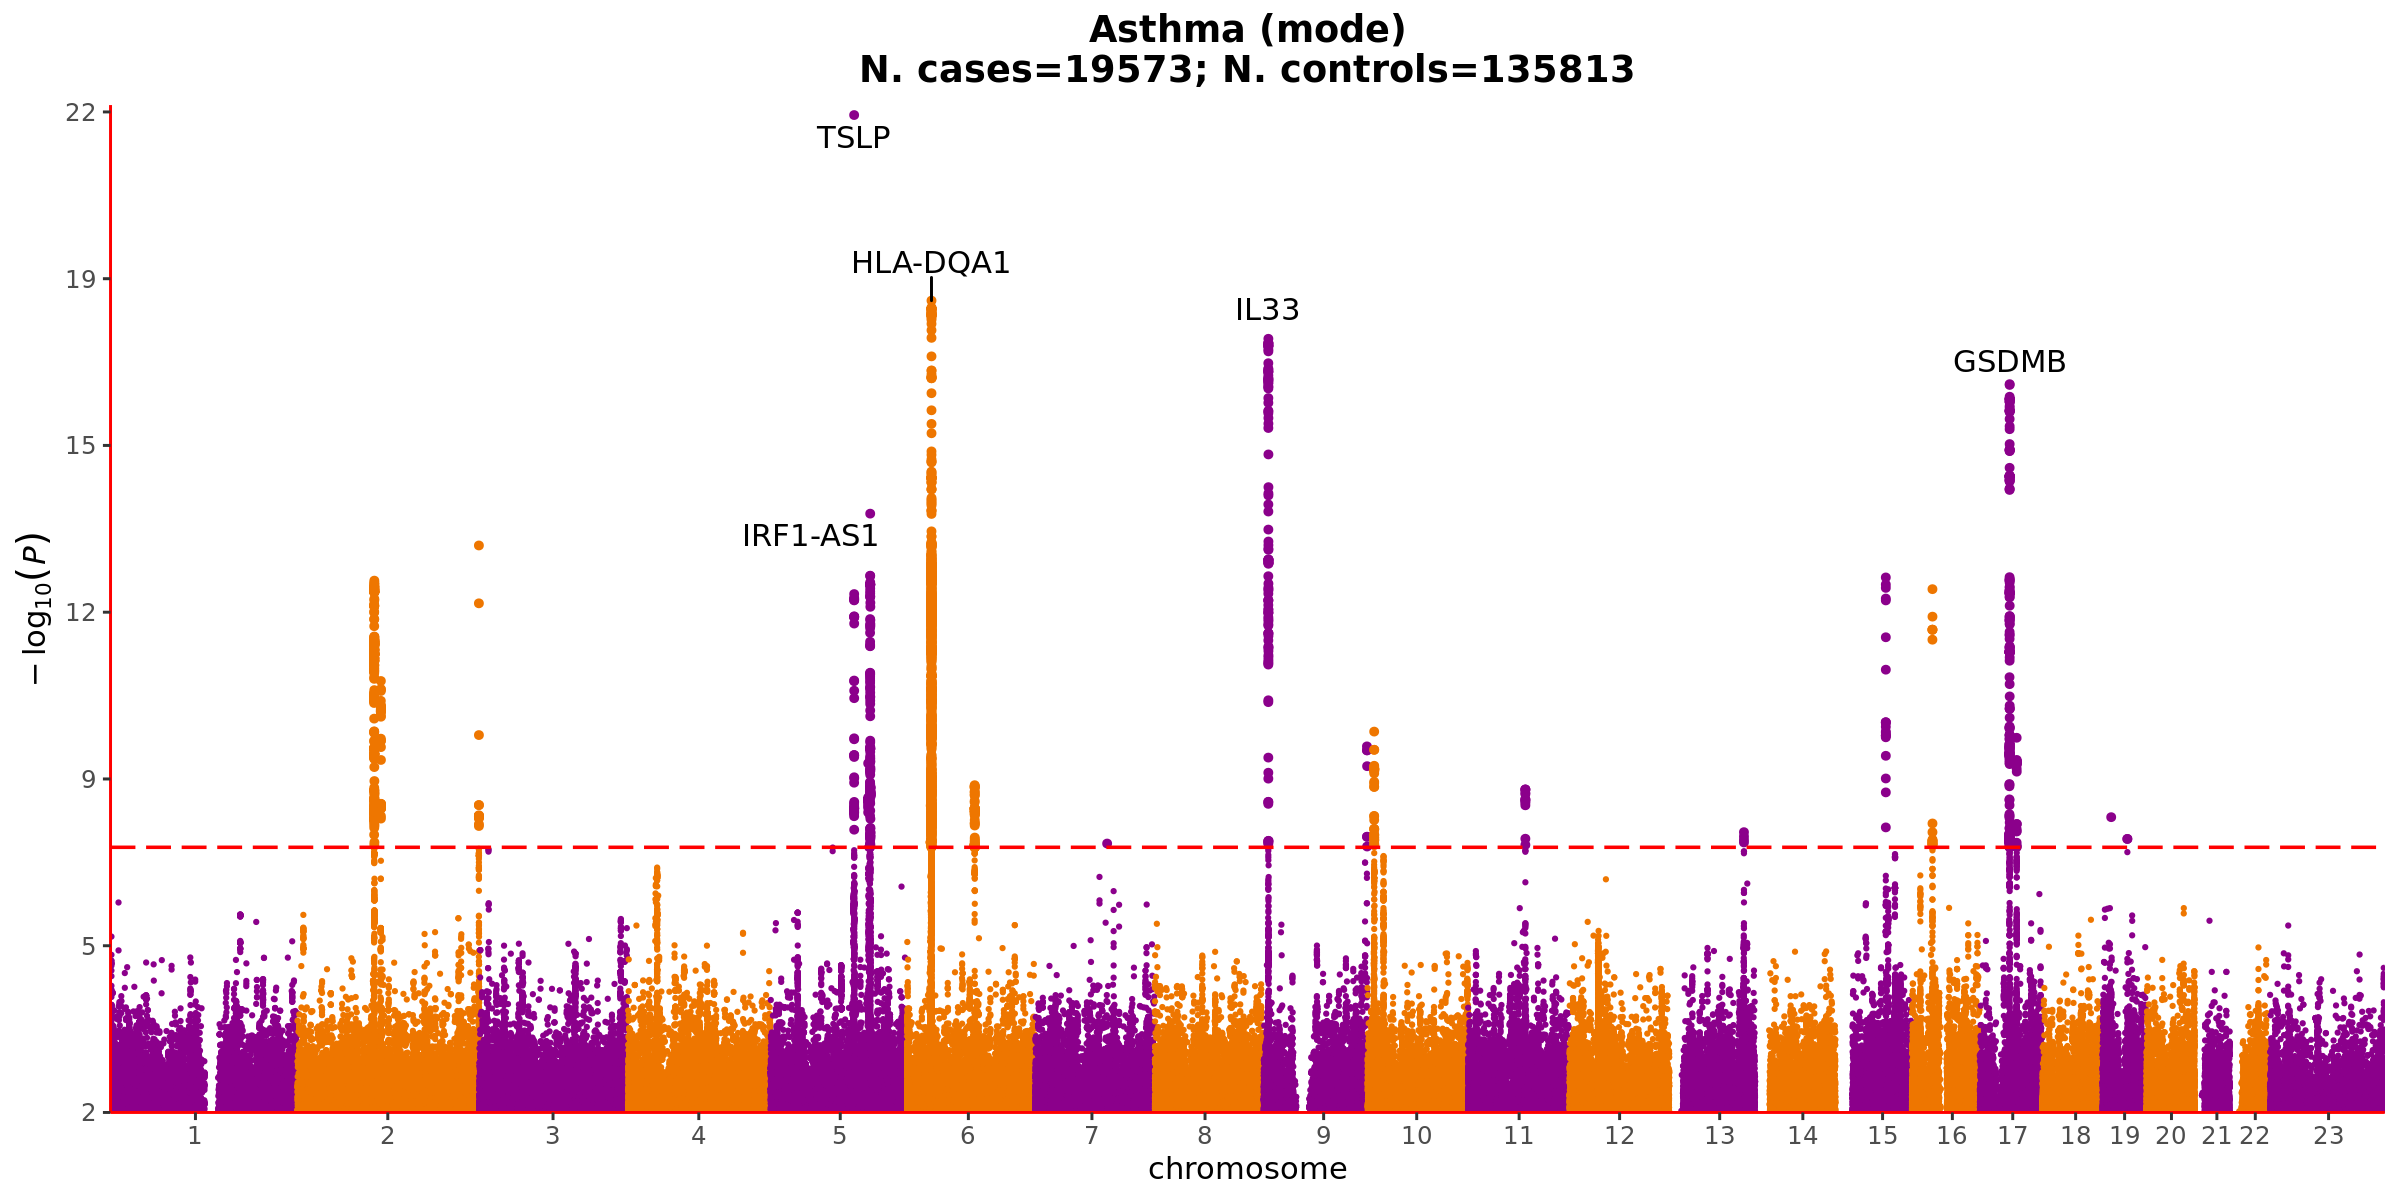 Asthma (mode)
N. cases=19573; N. controls=135813
22
TSLP
HLA-DQA1
19
IL33
GSDMB
15
IRF1-AS1
−log₁₀(P)
12
9
5
2
1 2 3 4 5 6 7 8 9 10 11 12 13 14 15 16 17 18 19 20 21 22 23
chromosome